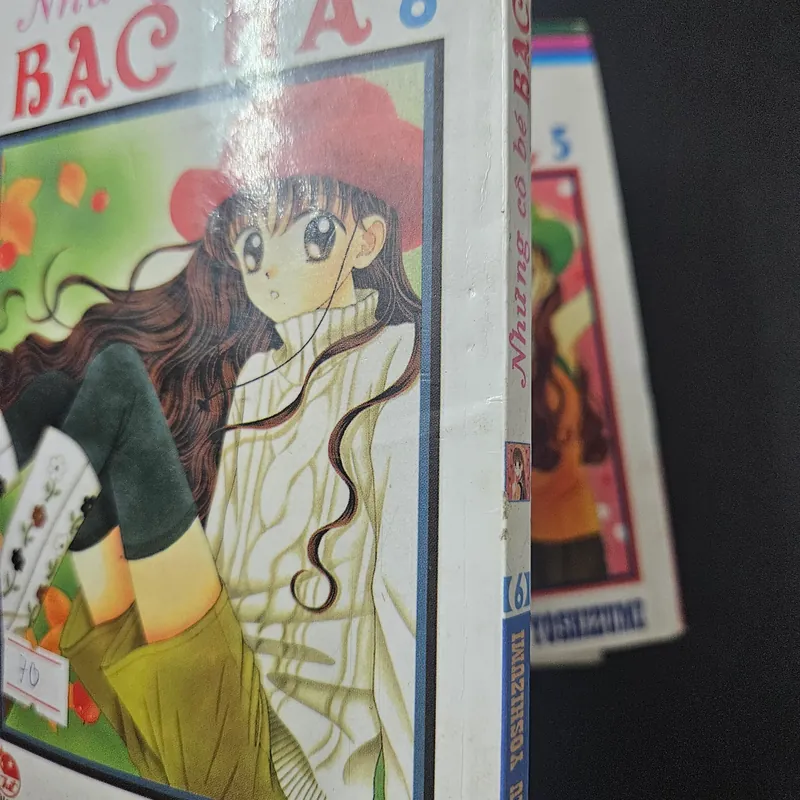 BẠC HÀ 6
70
Những cô bé BẠC
[6]
U YOSHIZUMI
5
YOSHIZUMI